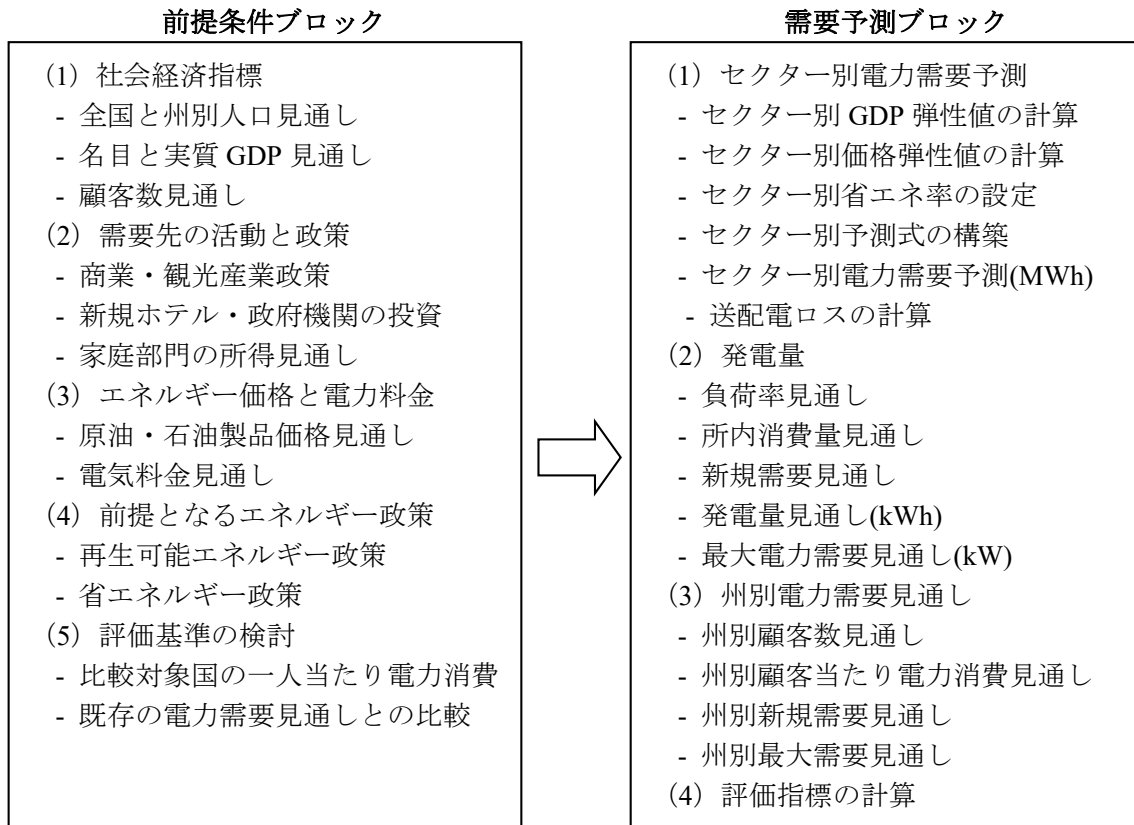 前提条件ブロック
(1) 社会経済指標
- 全国と州別人口見通し
- 名目と実質 GDP 見通し
- 顧客数見通し
(2) 需要先の活動と政策
- 商業・観光産業政策
- 新規ホテル・政府機関の投資
- 家庭部門の所得見通し
(3) エネルギー価格と電力料金
- 原油・石油製品価格見通し
- 電気料金見通し
(4) 前提となるエネルギー政策
- 再生可能エネルギー政策
- 省エネルギー政策
(5) 評価基準の検討
- 比較対象国の一人当たり電力消費
- 既存の電力需要見通しとの比較
需要予測ブロック
(1) セクター別電力需要予測
- セクター別 GDP 弾性値の計算
- セクター別価格弾性値の計算
- セクター別省エネ率の設定
- セクター別予測式の構築
- セクター別電力需要予測(MWh)
- 送配電ロスの計算
(2) 発電量
- 負荷率見通し
- 所内消費量見通し
- 新規需要見通し
- 発電量見通し(kWh)
- 最大電力需要見通し(kW)
(3) 州別電力需要見通し
- 州別顧客数見通し
- 州別顧客当たり電力消費見通し
- 州別新規需要見通し
- 州別最大需要見通し
(4) 評価指標の計算